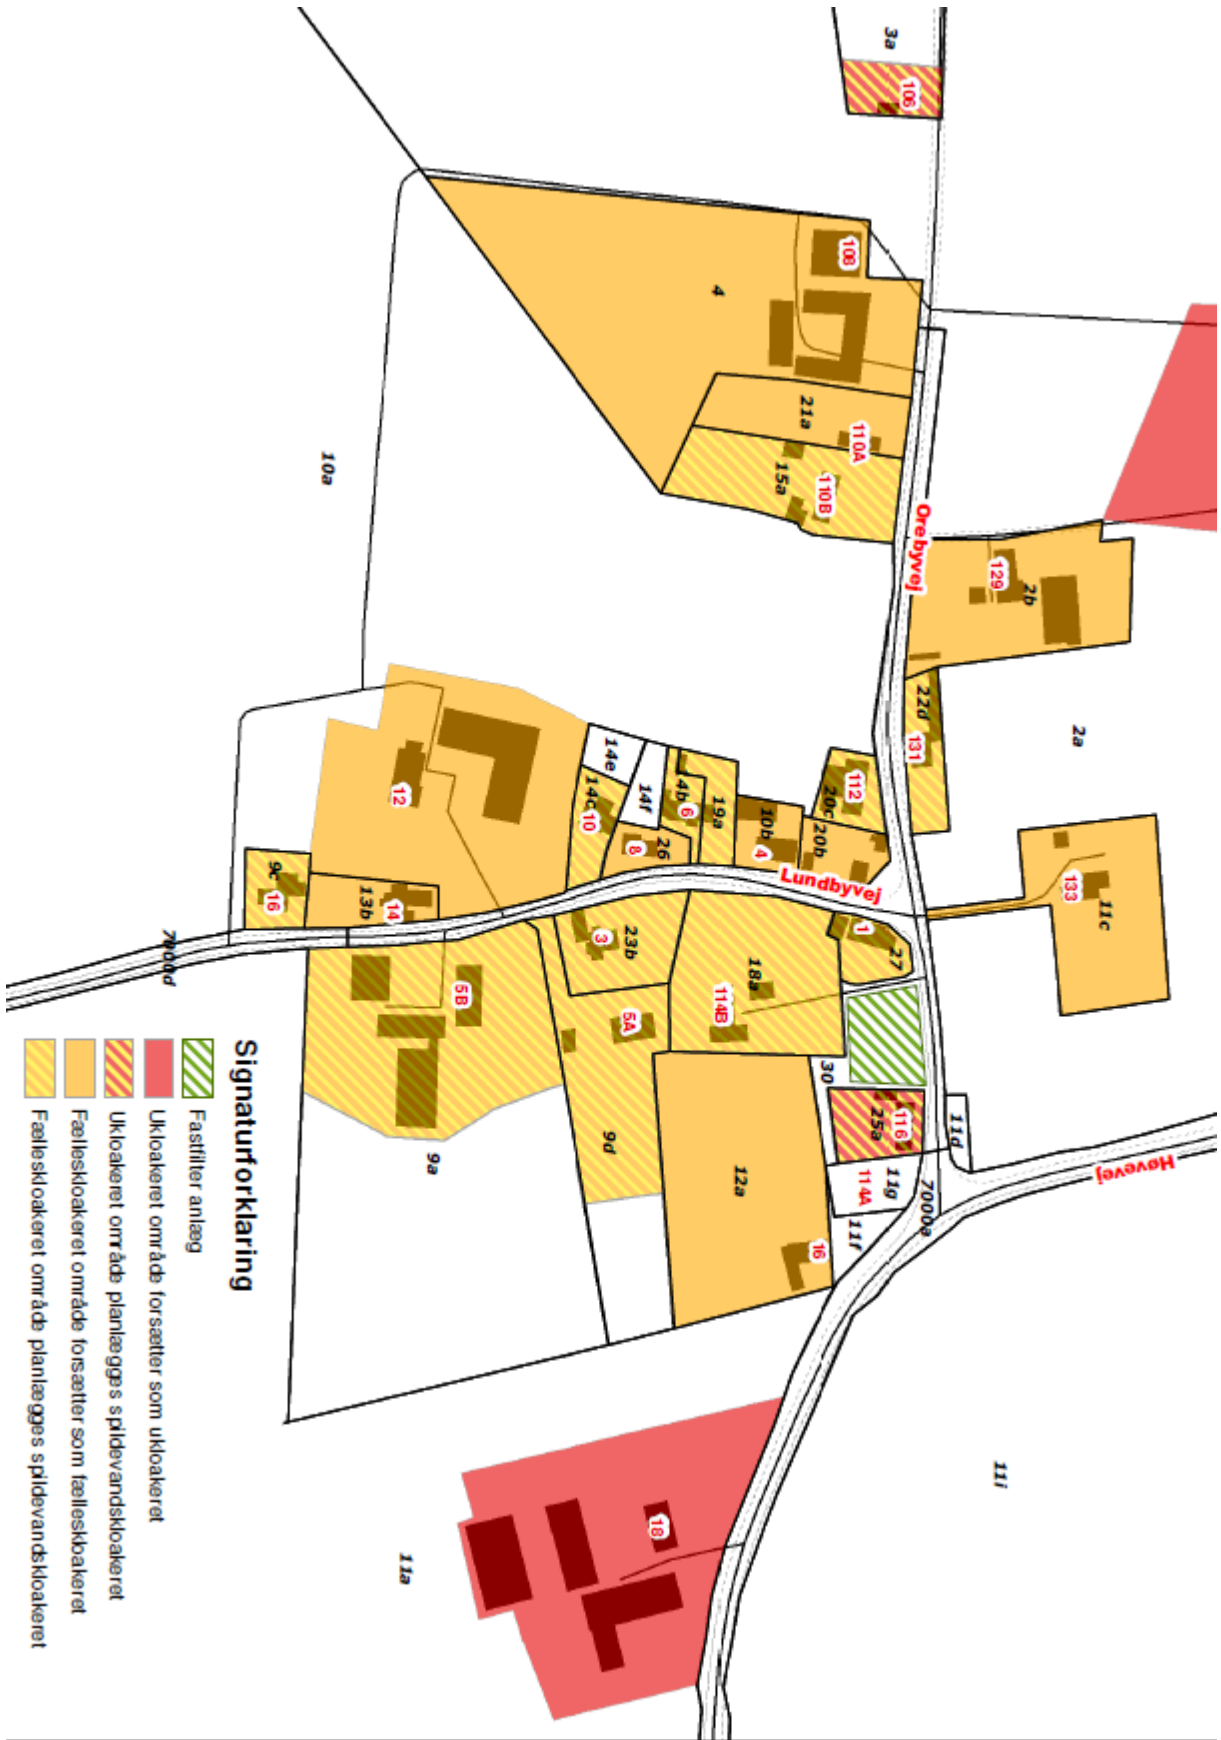 3a
106
108
4
21a
110A
15a
110B
Orebyvej
129
2b
22d
131
2a
10a
112
20c
20b
14e
14f
14b
6
19a
10b
4
14c
10
26
8
12
Lundbyvej
133
11c
9c
16
13b
14
3
23b
1
27
18a
114B
7000d
5B
5A
30
25a
116
11d
Høvevej
9a
9d
12a
114A
11g
7000a
11f
16
11i
18
11a
Signaturforklaring
Fastfilter anlæg
Ukloakeret område forsætter som ukloakeret
Ukloakeret område planlægges spildevandskloakeret
Fælleskloakeret område forsætter som fælleskloakeret
Fælleskloakeret område planlægges spildevandskloakeret